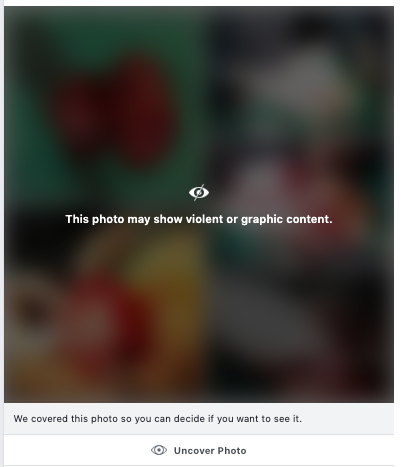 This photo may show violent or graphic content.
We covered this photo so you can decide if you want to see it.
Uncover Photo